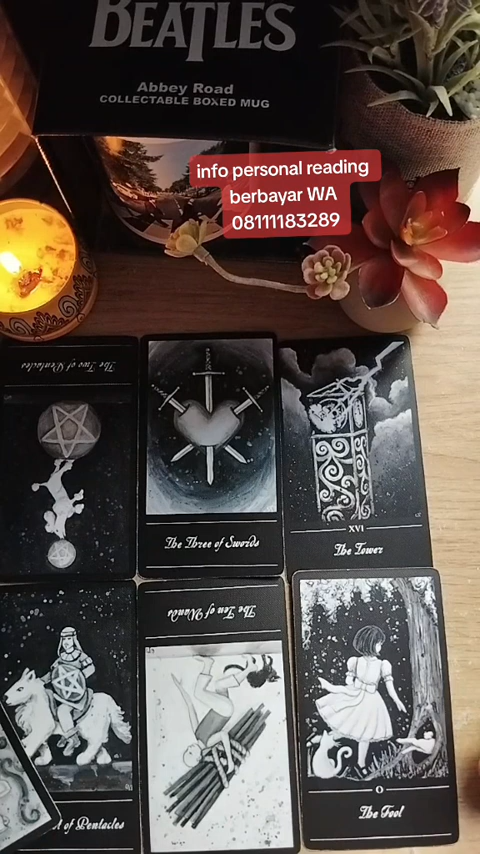 BEATLES
Abbey Road
COLLECTABLE BOXED MUG
info personal reading
berbayar WA
08111183289
The Two of Pentacles
The Three of Swords
XVI
The Tower
The Ten of Wands
of Pentacles
0
The Fool